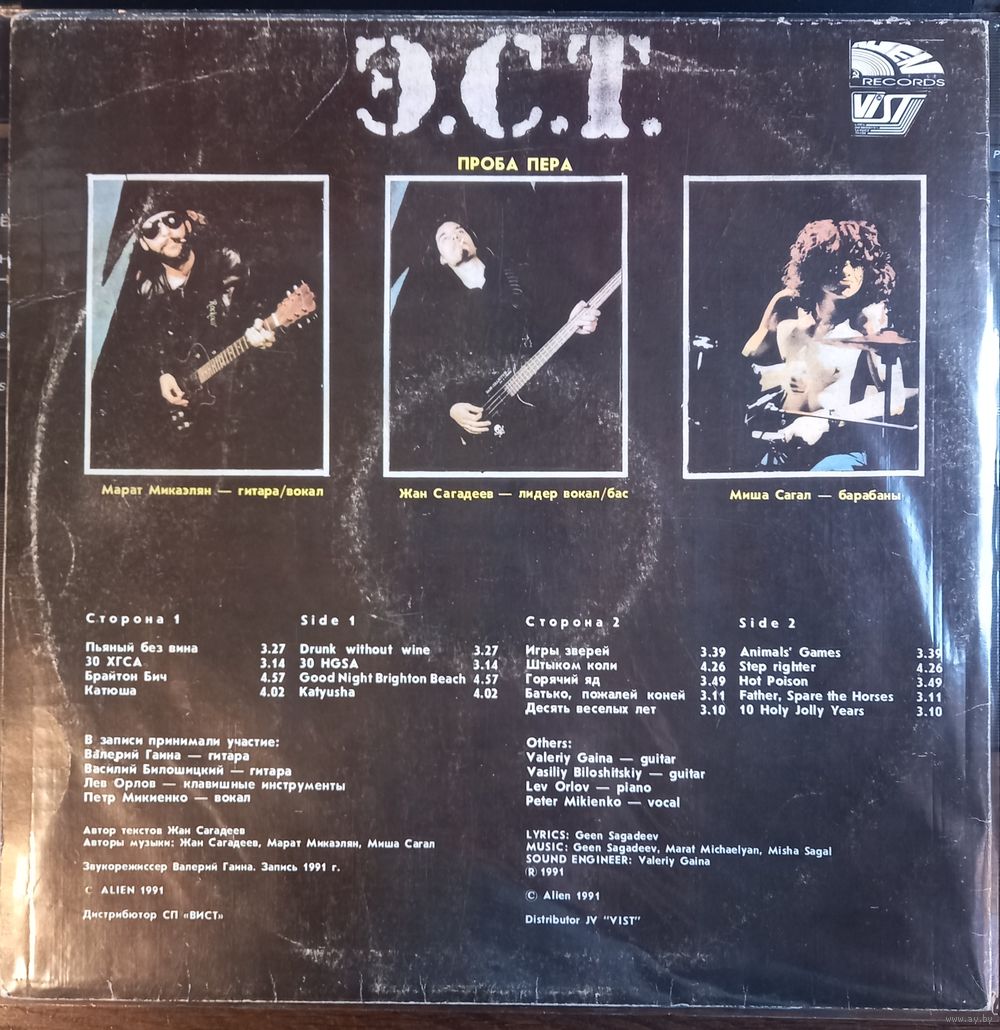 Э.С.Т.
RECORDS
VIST
ПРОБА ПЕРА
Марат Микаэлян — гитара/вокал
Жан Сагадеев — лидер вокал/бас
Миша Сагал — барабаны
Сторона 1
Пьяный без вина 3.27
30 ХГСА 3.14
Брайтон Бич 4.57
Катюша 4.02
Side 1
Drunk without wine 3.27
30 HGSA 3.14
Good Night Brighton Beach 4.57
Katyusha 4.02
Сторона 2
Игры зверей 3.39
Штыком коли 4.26
Горячий яд 3.49
Батько, пожалей коней 3.11
Десять веселых лет 3.10
Side 2
Animals' Games 3.39
Step righter 4.26
Hot Poison 3.49
Father, Spare the Horses 3.11
10 Holy Jolly Years 3.10
В записи принимали участие:
Валерий Гаина — гитара
Василий Билошицкий — гитара
Лев Орлов — клавишные инструменты
Петр Микиенко — вокал
Автор текстов Жан Сагадеев
Авторы музыки: Жан Сагадеев, Марат Микаэлян, Миша Сагал
Звукорежиссер Валерий Гаина. Запись 1991 г.
С ALIEN 1991
Дистрибютор СП «ВИСТ»
Others:
Valeriy Gaina — guitar
Vasiliy Biloshitskiy — guitar
Lev Orlov — piano
Peter Mikienko — vocal
LYRICS: Geen Sagadeev
MUSIC: Geen Sagadeev, Marat Michaelyan, Misha Sagal
SOUND ENGINEER: Valeriy Gaina
® 1991
© Alien 1991
Distributor JV "VIST"
www.ay.by